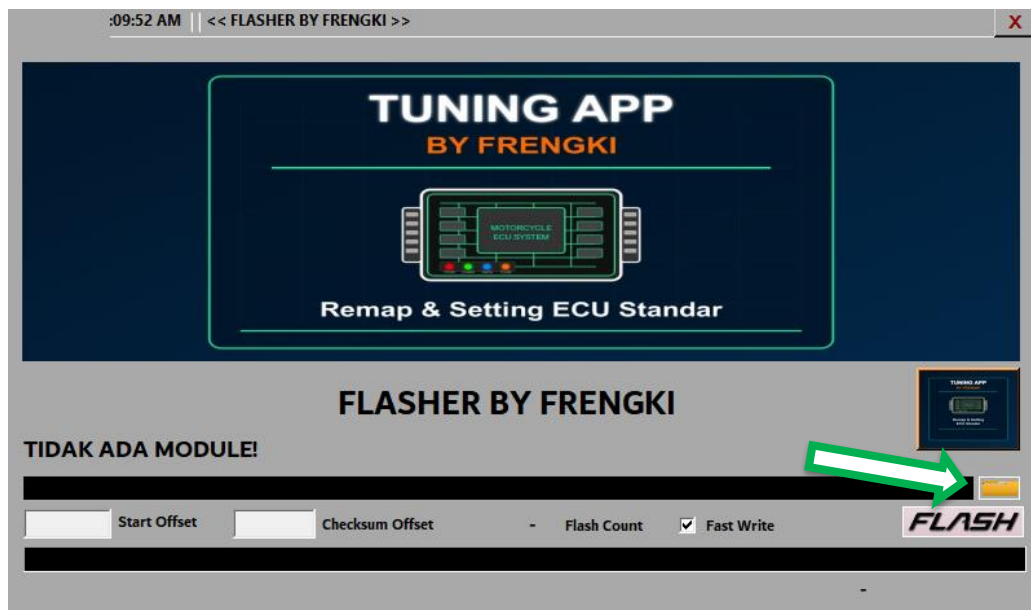 :09:52 AM << FLASHER BY FRENGKI >> X
TUNING APP
BY FRENGKI
MOTORCYCLE
ECU SYSTEM
Remap & Setting ECU Standar
FLASHER BY FRENGKI
TUNING APP
TIDAK ADA MODULE!
Start Offset Checksum Offset - Flash Count Fast Write FLASH
-